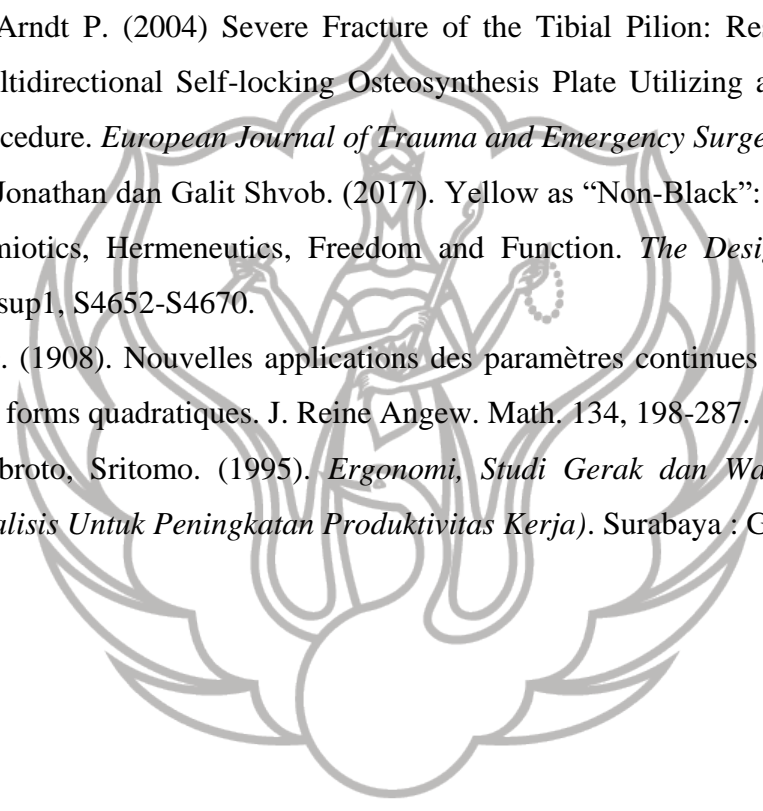 Arndt P. (2004) Severe Fracture of the Tibial Pilion: Res
ltidirectional Self-locking Osteosynthesis Plate Utilizing a
cedure. European Journal of Trauma and Emergency Surge
Jonathan dan Galit Shvob. (2017). Yellow as “Non-Black”:
miotics, Hermeneutics, Freedom and Function. The Desig
sup1, S4652-S4670.
. (1908). Nouvelles applications des paramètres continues
forms quadratiques. J. Reine Angew. Math. 134, 198-287.
broto, Sritomo. (1995). Ergonomi, Studi Gerak dan Wa
alisis Untuk Peningkatan Produktivitas Kerja). Surabaya : G